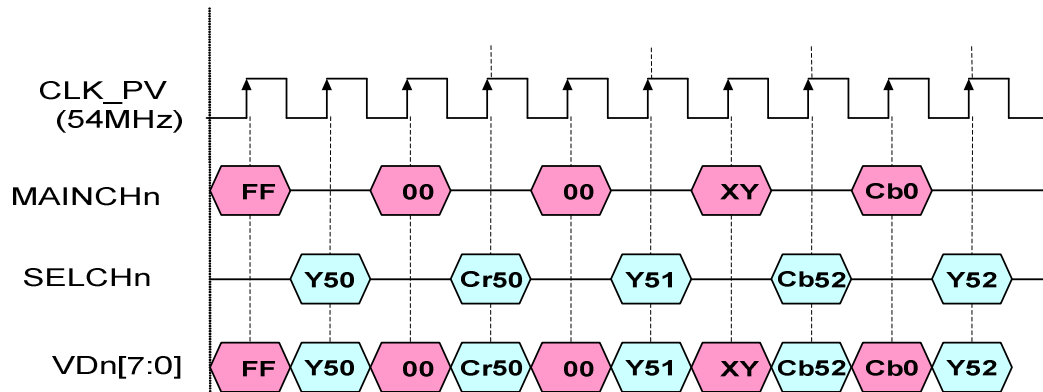 CLK_PV
(54MHz)
MAINCHn FF 00 00 XY Cb0
SELCHn Y50 Cr50 Y51 Cb52 Y52
VDn[7:0] FF Y50 00 Cr50 00 Y51 XY Cb52 Cb0 Y52